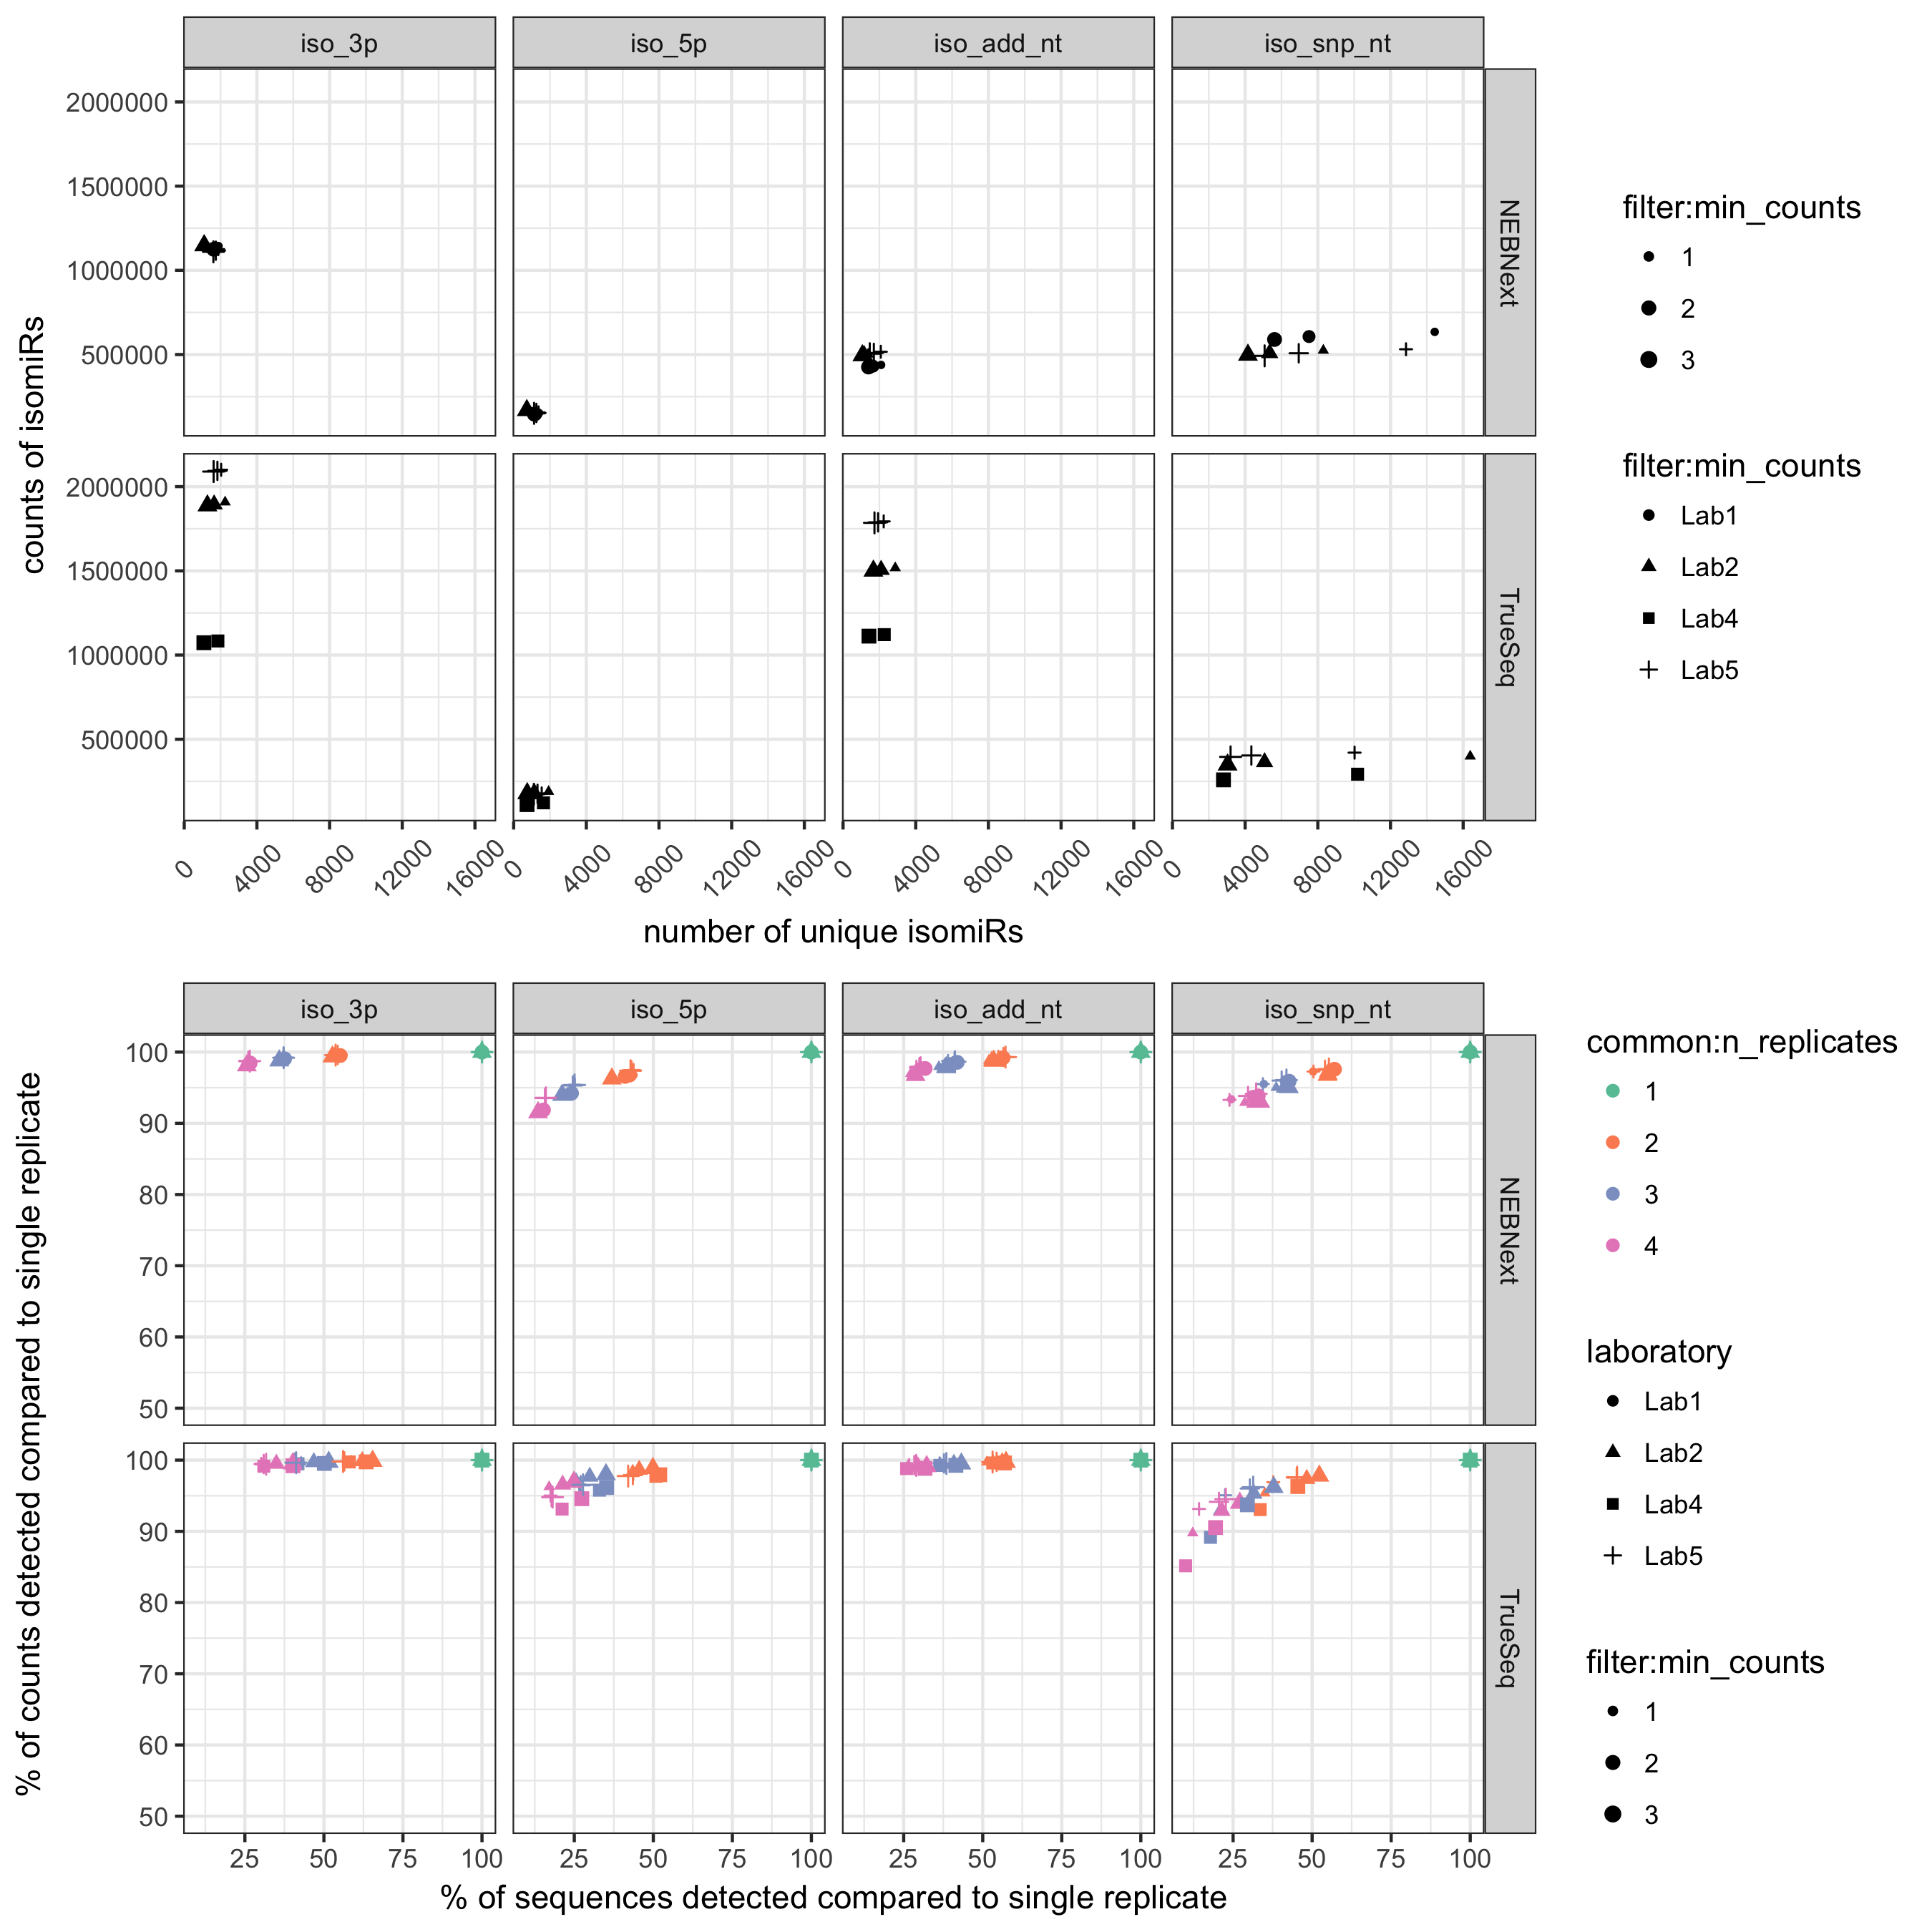 iso_3p iso_5p iso_add_nt iso_snp_nt
2000000
1500000
1000000
500000
NEBNext
2000000
1500000
1000000
500000
TrueSeq
counts of isomiRs
0 4000 8000 12000 16000 0 4000 8000 12000 16000 0 4000 8000 12000 16000 0 4000 8000 12000 16000
number of unique isomiRs
filter:min_counts
1
2
3
filter:min_counts
Lab1
Lab2
Lab4
Lab5
iso_3p iso_5p iso_add_nt iso_snp_nt
100
90
80
70
60
50
NEBNext
100
90
80
70
60
50
TrueSeq
% of counts detected compared to single replicate
25 50 75 100 25 50 75 100 25 50 75 100 25 50 75 100
% of sequences detected compared to single replicate
common:n_replicates
1
2
3
4
laboratory
Lab1
Lab2
Lab4
Lab5
filter:min_counts
1
2
3